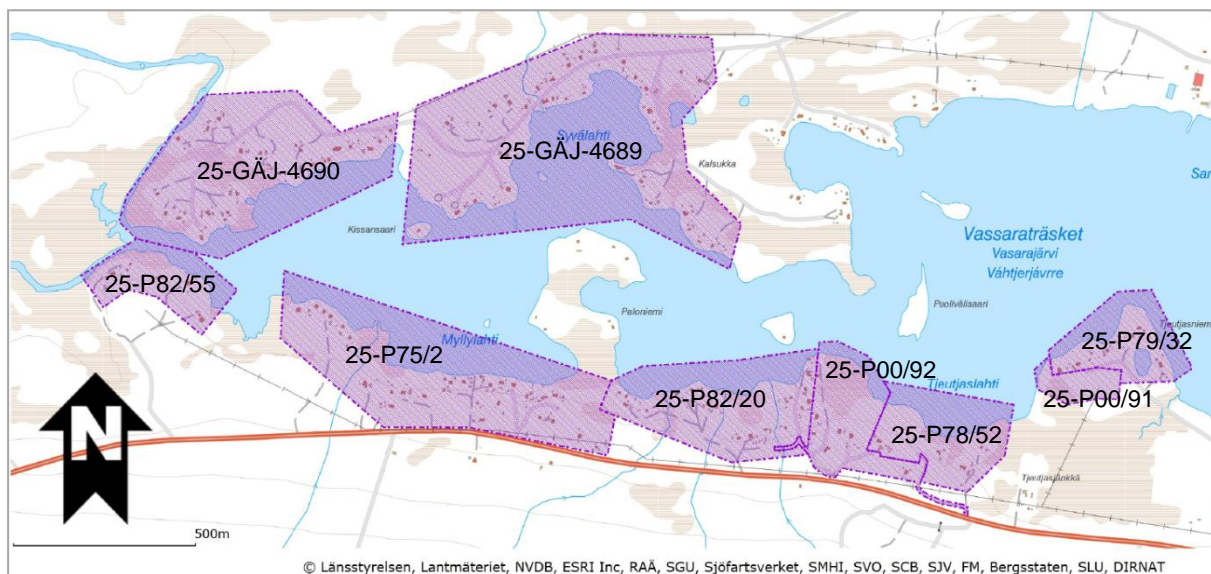 Syvälahti
25-GÄJ-4689
25-GÄJ-4690
Kalsukka
San
Kissansaari
Vassaraträsket
Vasarajärvi
Váhtjerjávrre
25-P82/55
Puolivälisaari
Paloniemi
Tjeutjasniemi
25-P79/32
Myllylahti
25-P75/2
25-P00/92
Tjeutjaslahti
25-P82/20
25-P00/91
25-P78/52
N
Tjeutjasjänkkä
500m
© Länsstyrelsen, Lantmäteriet, NVDB, ESRI Inc, RAÄ, SGU, Sjöfartsverket, SMHI, SVO, SCB, SJV, FM, Bergsstaten, SLU, DIRNAT